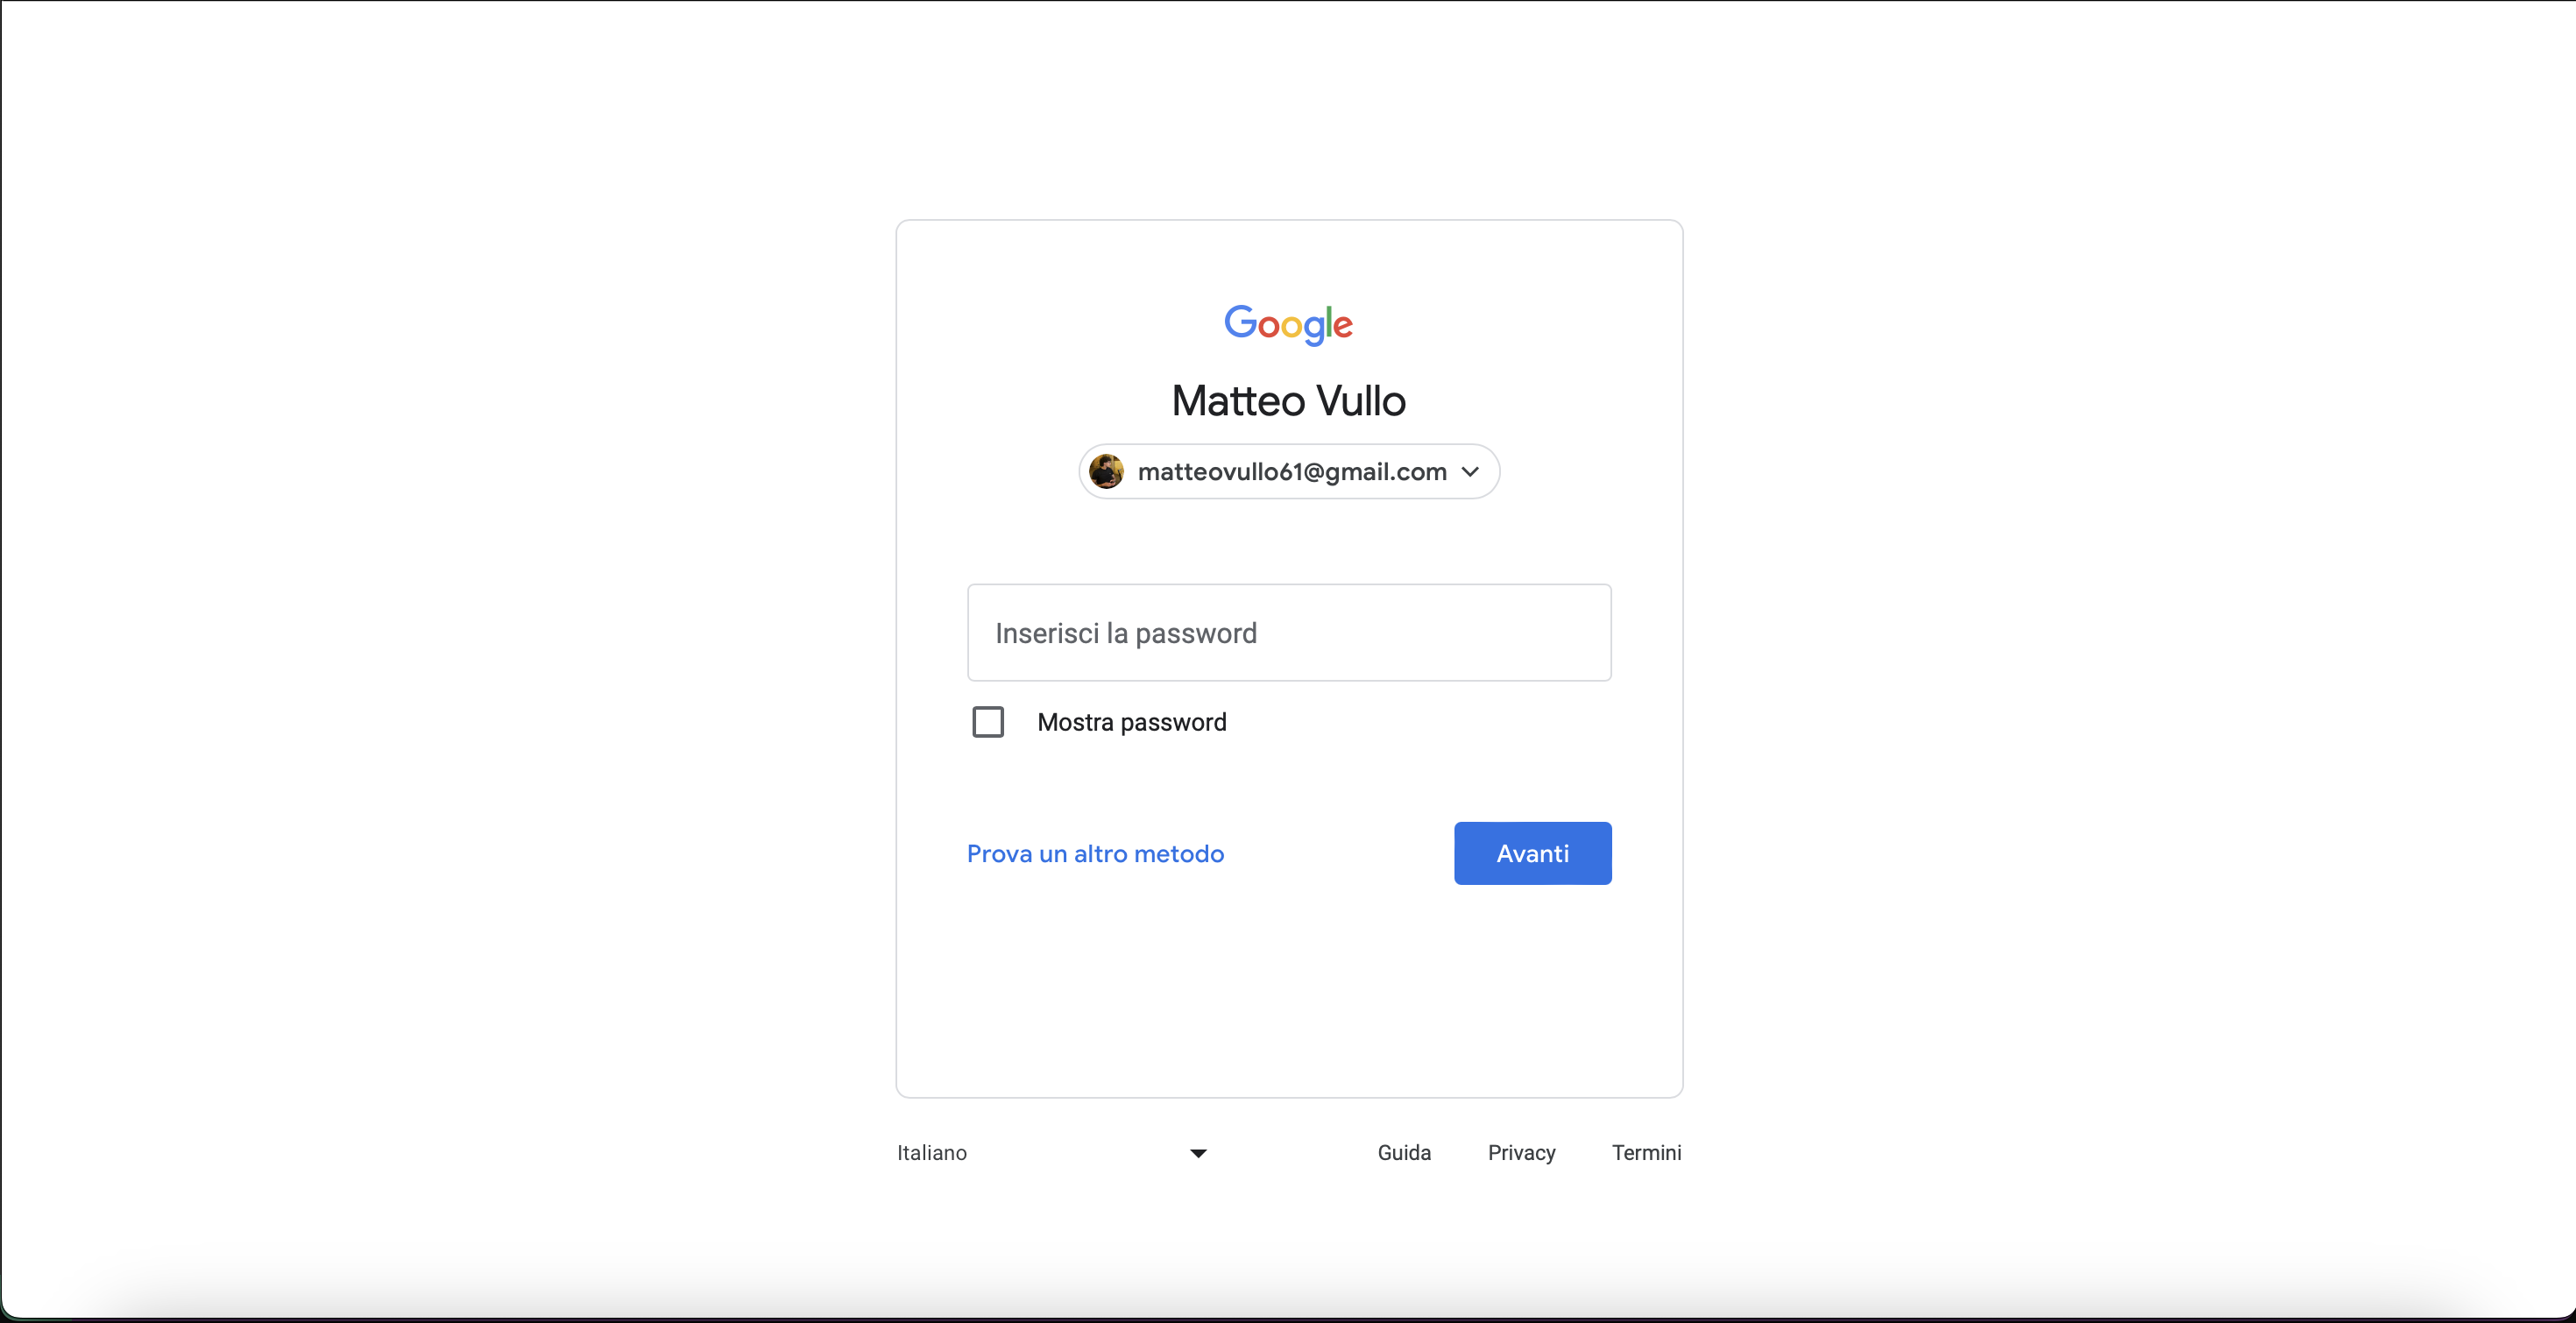 Google
Matteo Vullo
matteovullo61@gmail.com
Inserisci la password
Mostra password
Prova un altro metodo
Avanti
Italiano
Guida
Privacy
Termini